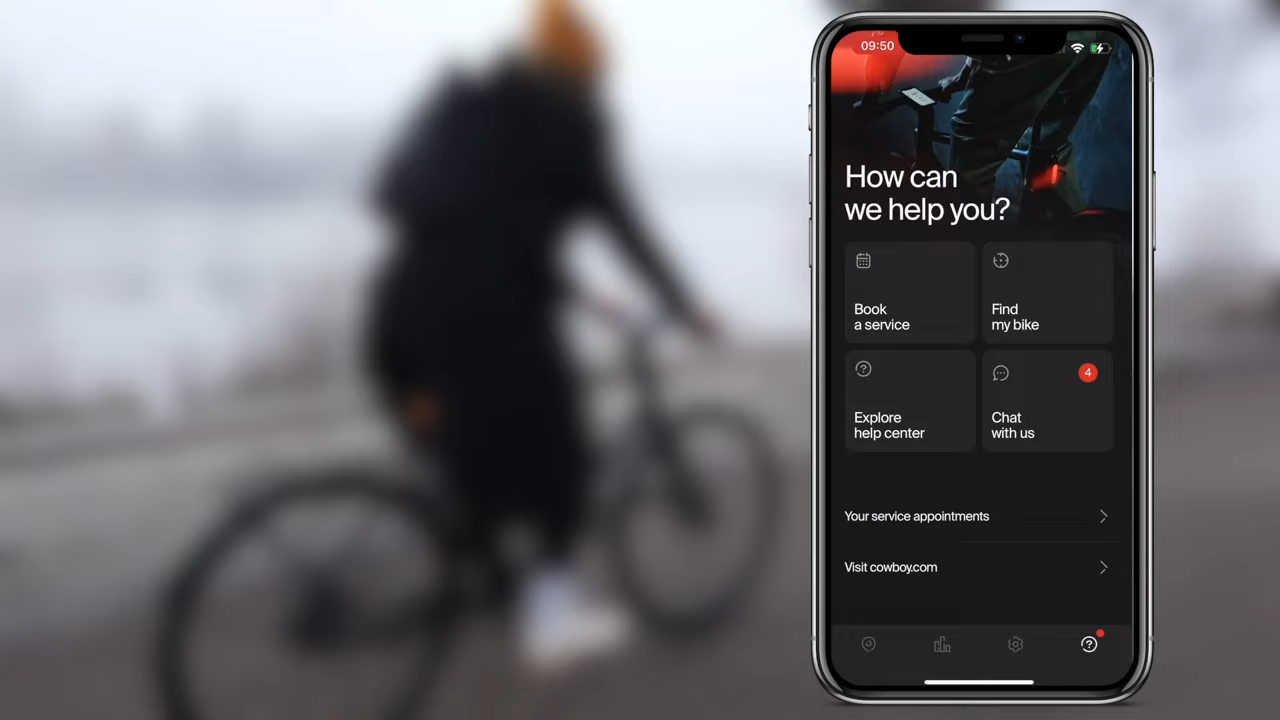 09:50
How can
we help you?
Book
a service
Find
my bike
Explore
help center
Chat
with us
4
Your service appointments
Visit cowboy.com